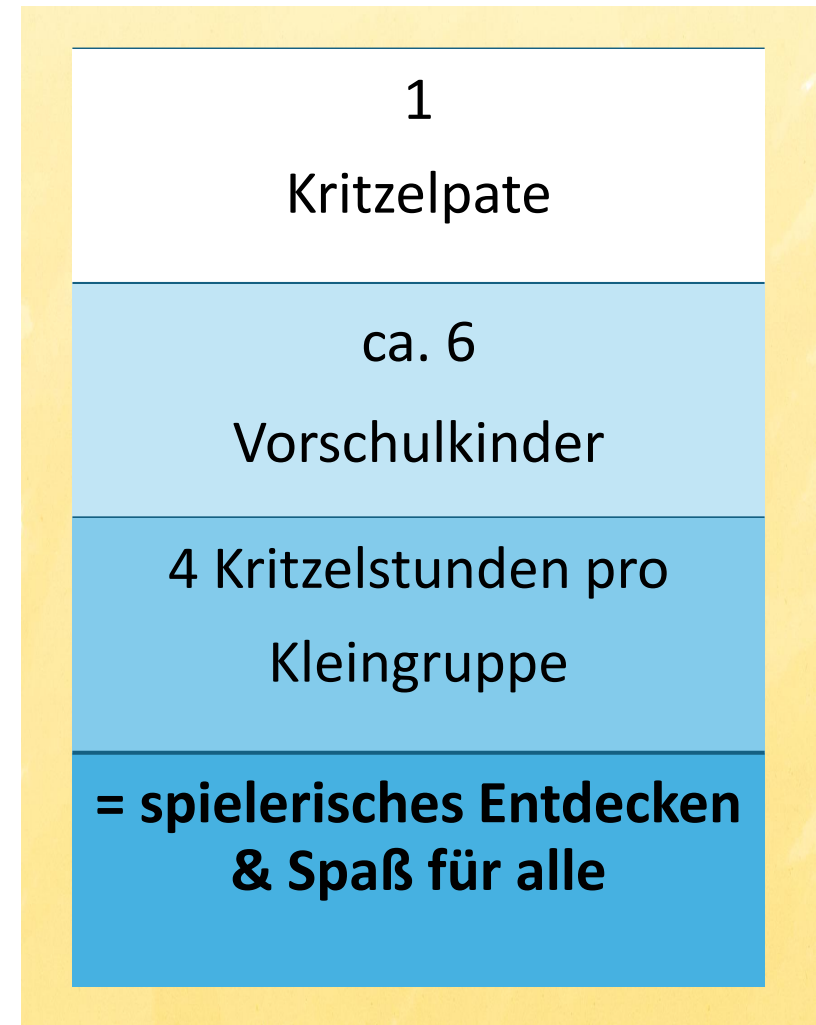 1
Kritzelpate
ca. 6
Vorschulkinder
4 Kritzelstunden pro
Kleingruppe
= spielerisches Entdecken
& Spaß für alle